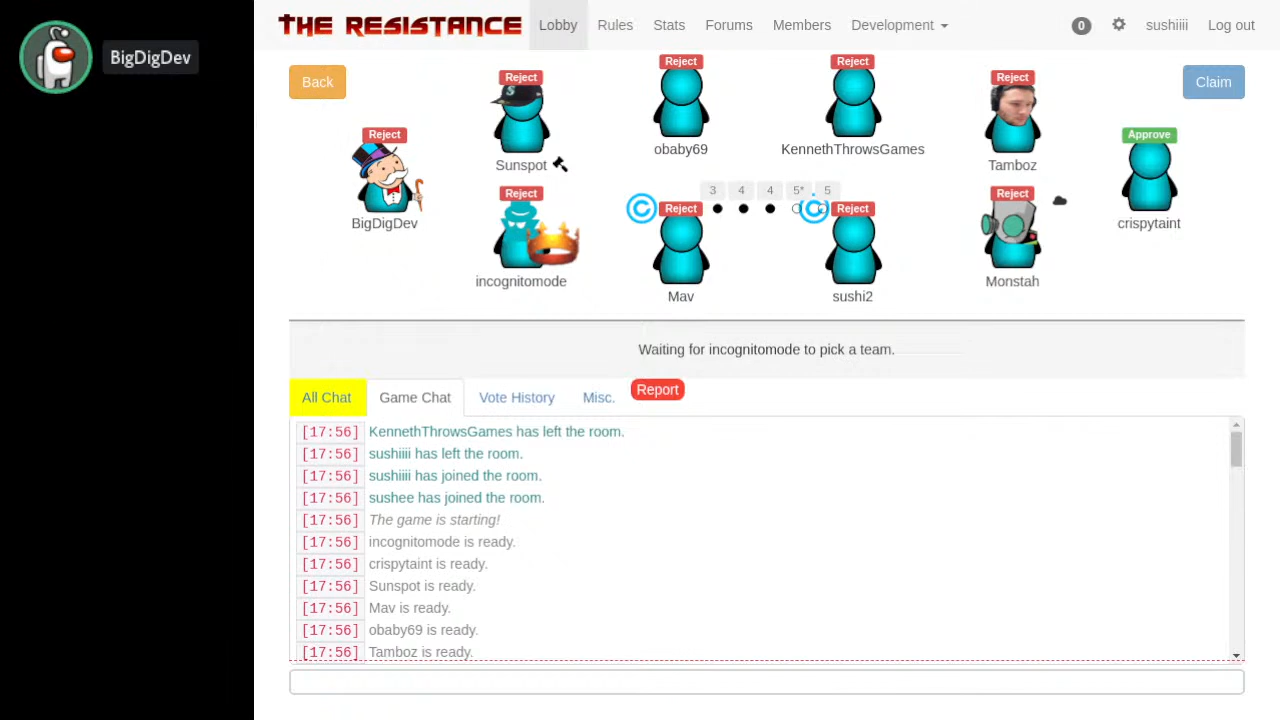 BigDigDev
THE RESISTANCE
Lobby
Rules
Stats
Forums
Members
Development
0
sushiiii
Log out
Back
Claim
Reject
Reject
Reject
Reject
Reject
Approve
Sunspot
obaby69
KennethThrowsGames
Tamboz
BigDigDev
crispytaint
3 4 4 5* 5
Reject
Reject
Reject
Reject
incognitomode
Mav
sushi2
Monstah
Waiting for incognitomode to pick a team.
All Chat
Game Chat
Vote History
Misc.
Report
[17:56] KennethThrowsGames has left the room.
[17:56] sushiiii has left the room.
[17:56] sushiiii has joined the room.
[17:56] sushee has joined the room.
[17:56] The game is starting!
[17:56] incognitomode is ready.
[17:56] crispytaint is ready.
[17:56] Sunspot is ready.
[17:56] Mav is ready.
[17:56] obaby69 is ready.
[17:56] Tamboz is ready.